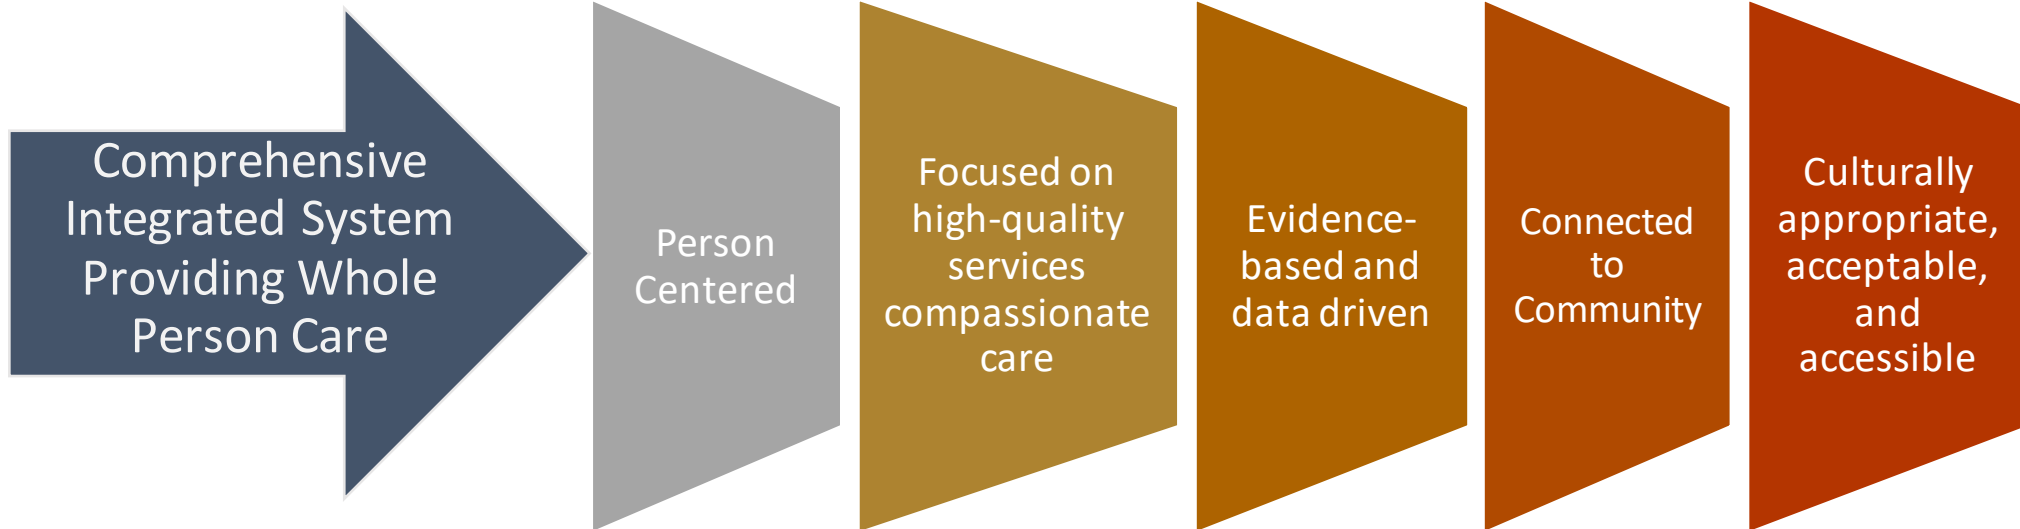 Comprehensive
Integrated System
Providing Whole
Person Care
Person
Centered
Focused on
high-quality
services
compassionate
care
Evidence-
based and
data driven
Connected
to
Community
Culturally
appropriate,
acceptable,
and
accessible